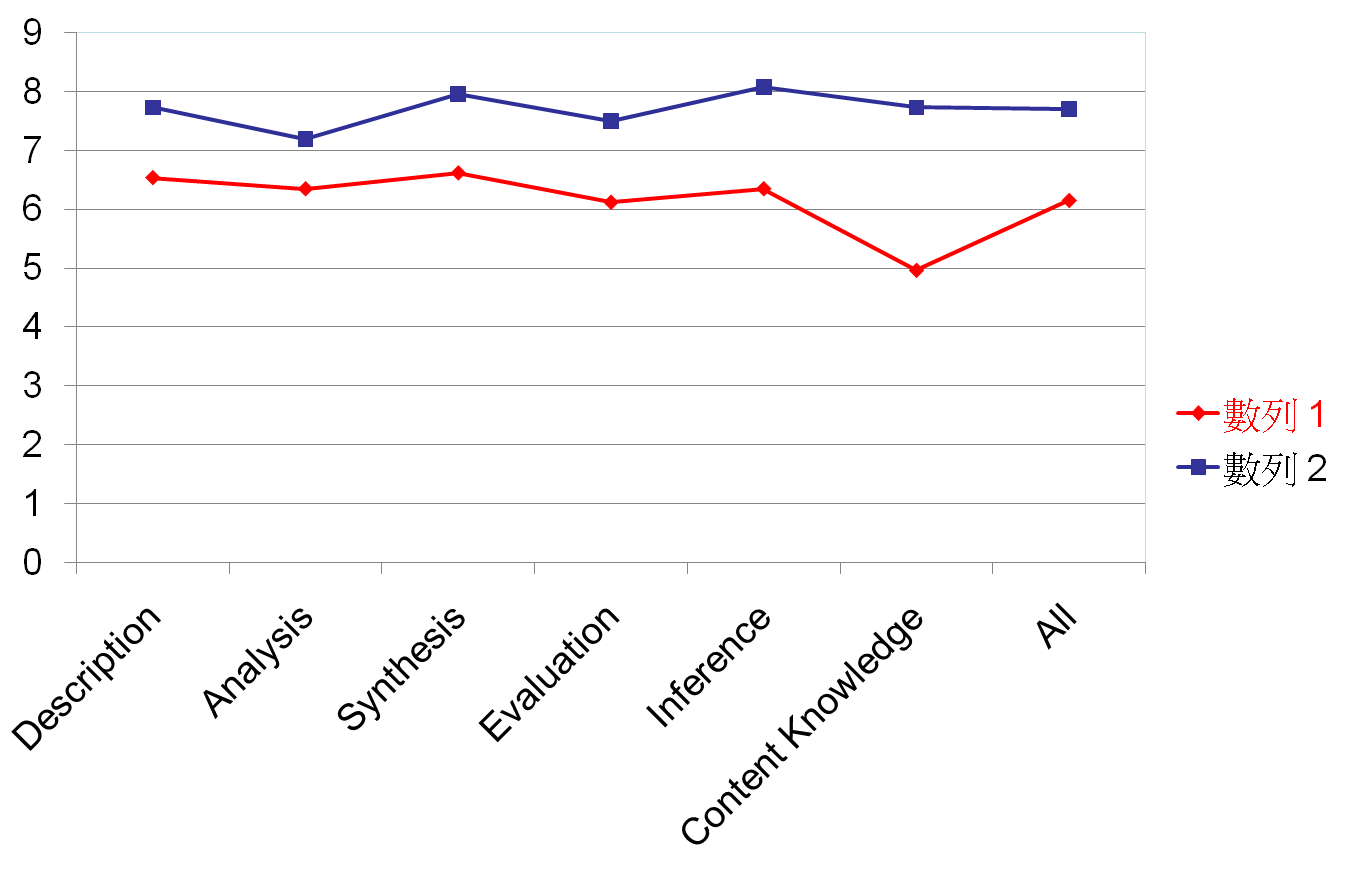 9
8
7
6
5
4
3
2
1
0
Description
Analysis
Synthesis
Evaluation
Inference
Content Knowledge
All
數列 1
數列 2